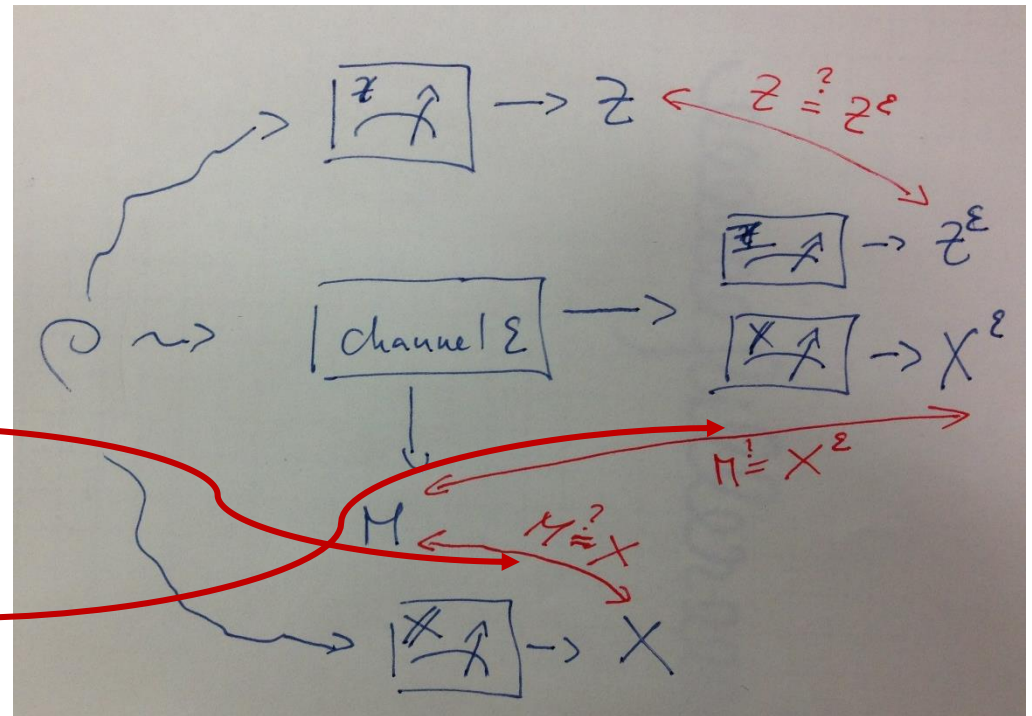 Z → Z
Z ?= Z^ε
Z → Z^ε
ρ ⇝ channel ε →
X → X^ε
M ?= X^ε
M
M ?= X
X → X